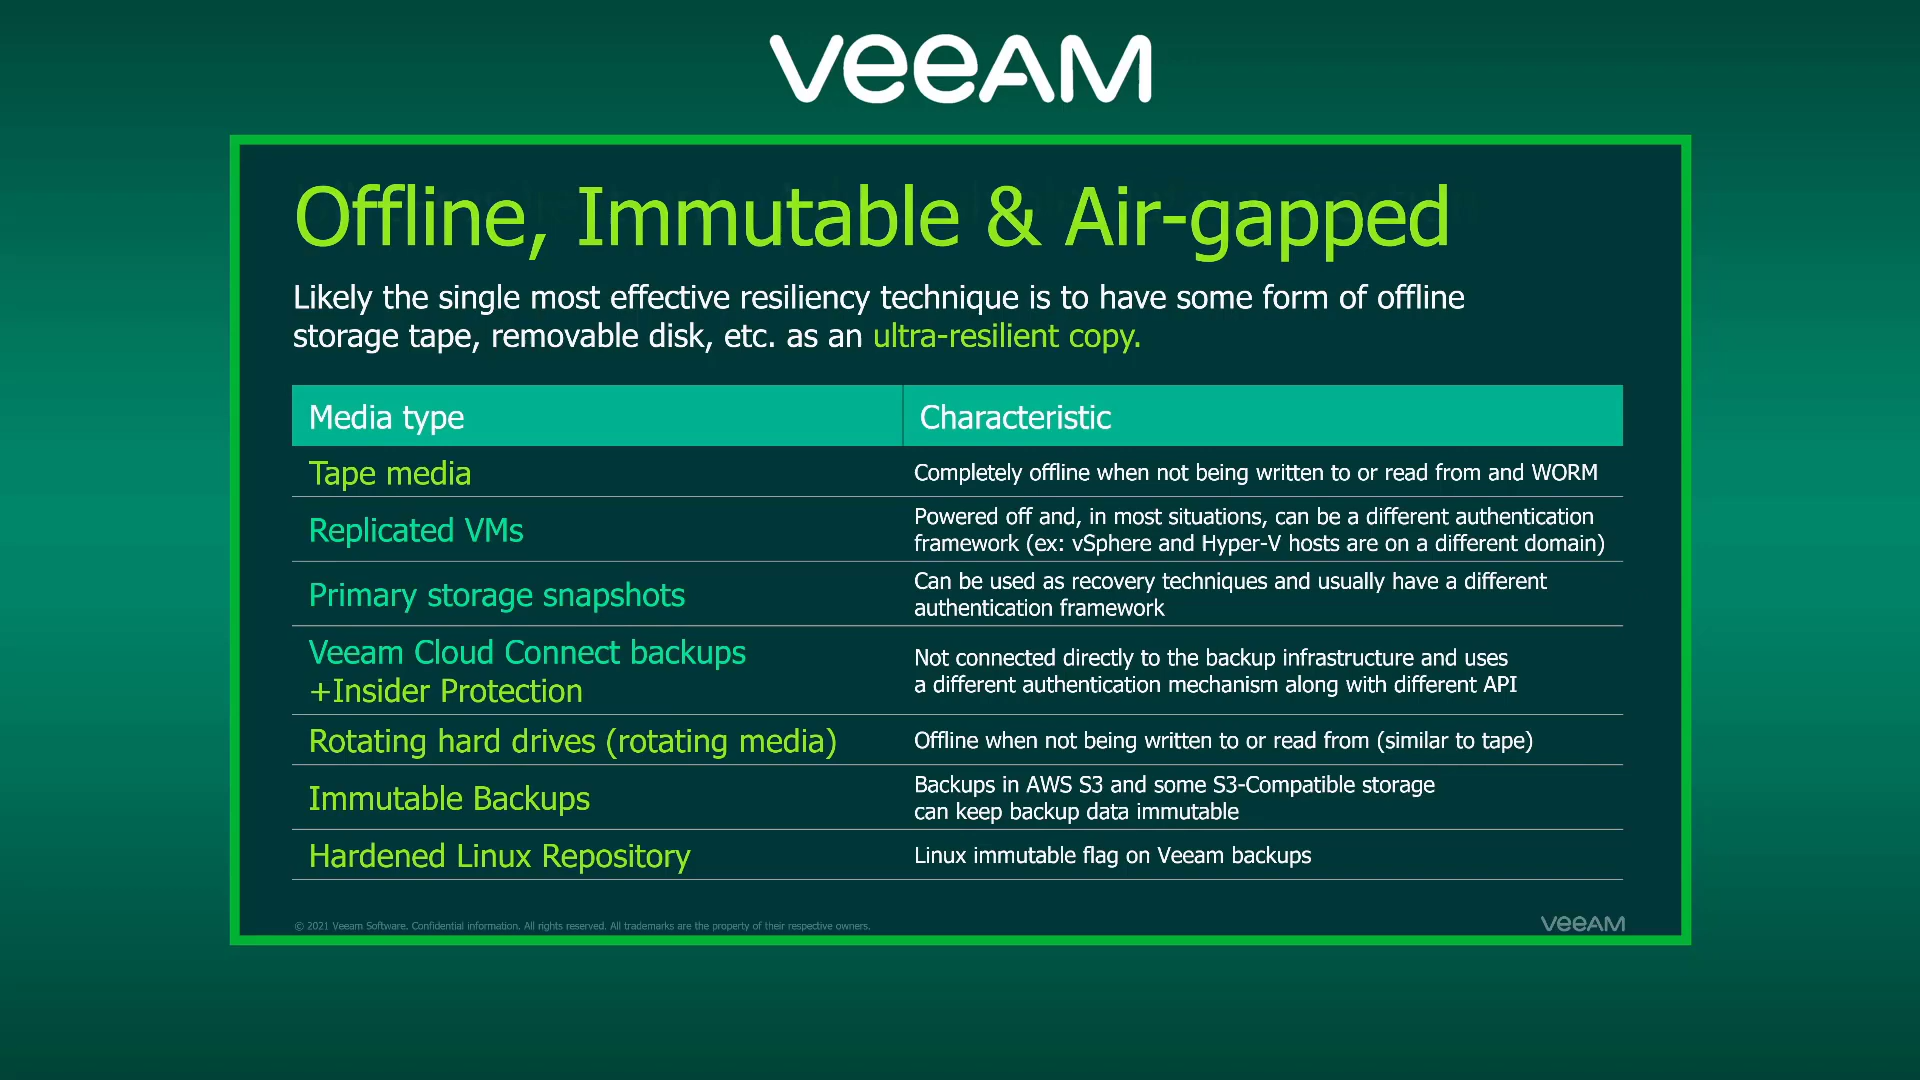 veeAM
Offline, Immutable & Air-gapped
Likely the single most effective resiliency technique is to have some form of offline
storage tape, removable disk, etc. as an ultra-resilient copy.
Media type
Characteristic
Tape media
Completely offline when not being written to or read from and WORM
Replicated VMs
Powered off and, in most situations, can be a different authentication
framework (ex: vSphere and Hyper-V hosts are on a different domain)
Primary storage snapshots
Can be used as recovery techniques and usually have a different
authentication framework
Veeam Cloud Connect backups
+Insider Protection
Not connected directly to the backup infrastructure and uses
a different authentication mechanism along with different API
Rotating hard drives (rotating media)
Offline when not being written to or read from (similar to tape)
Immutable Backups
Backups in AWS S3 and some S3-Compatible storage
can keep backup data immutable
Hardened Linux Repository
Linux immutable flag on Veeam backups
© 2021 Veeam Software. Confidential information. All rights reserved. All trademarks are the property of their respective owners.
veeAM